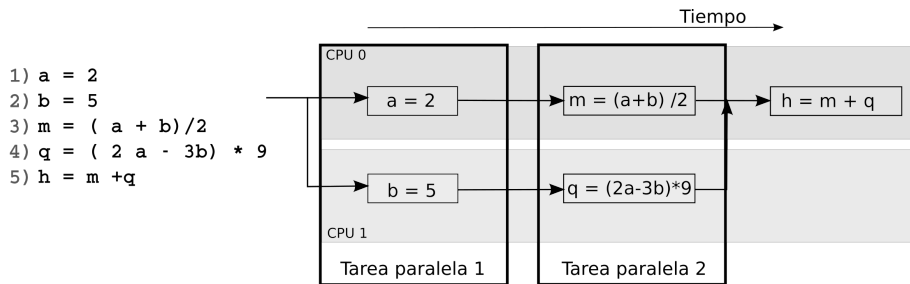 1) a = 2
2) b = 5
3) m = ( a + b)/2
4) q = ( 2 a - 3b) * 9
5) h = m +q
Tiempo
CPU 0
a = 2
m = (a+b) /2
h = m + q
b = 5
q = (2a-3b)*9
CPU 1
Tarea paralela 1
Tarea paralela 2